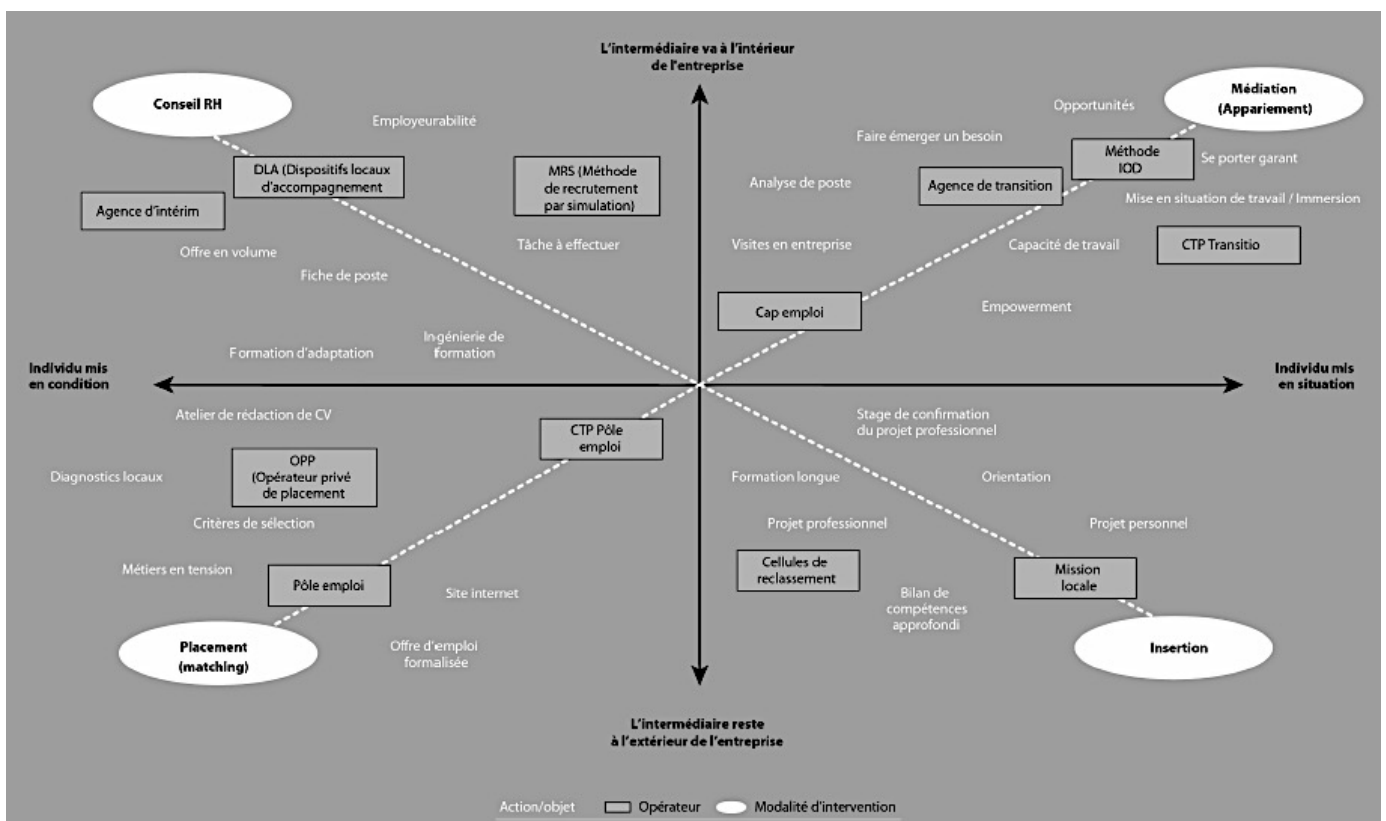 L'intermédiaire va à l'intérieur
de l'entreprise
Conseil RH
Médiation
(Appariement)
Opportunités
Employeurabilité
Faire émerger un besoin
DLA (Dispositifs locaux
d'accompagnement
MRS (Méthode
de recrutement
par simulation)
Méthode
IOD
Se porter garant
Analyse de poste
Agence de transition
Mise en situation de travail / Immersion
Agence d'intérim
Offre en volume
Tâche à effectuer
Visites en entreprise
Capacité de travail
CTP Transitio
Fiche de poste
Cap emploi
Empowerment
Formation d'adaptation
Ingénierie de
formation
Individu mis
en condition
Individu mis
en situation
Atelier de rédaction de CV
Stage de confirmation
du projet professionnel
CTP Pôle
emploi
Diagnostics locaux
OPP
(Opérateur privé
de placement
Formation longue
Orientation
Critères de sélection
Projet professionnel
Projet personnel
Métiers en tension
Pôle emploi
Site internet
Cellules de
reclassement
Bilan de
compétences
approfondi
Mission
locale
Placement
(matching)
Offre d'emploi
formalisée
Insertion
L'intermédiaire reste
à l'extérieur de l'entreprise
Action/objet
Opérateur
Modalité d'intervention